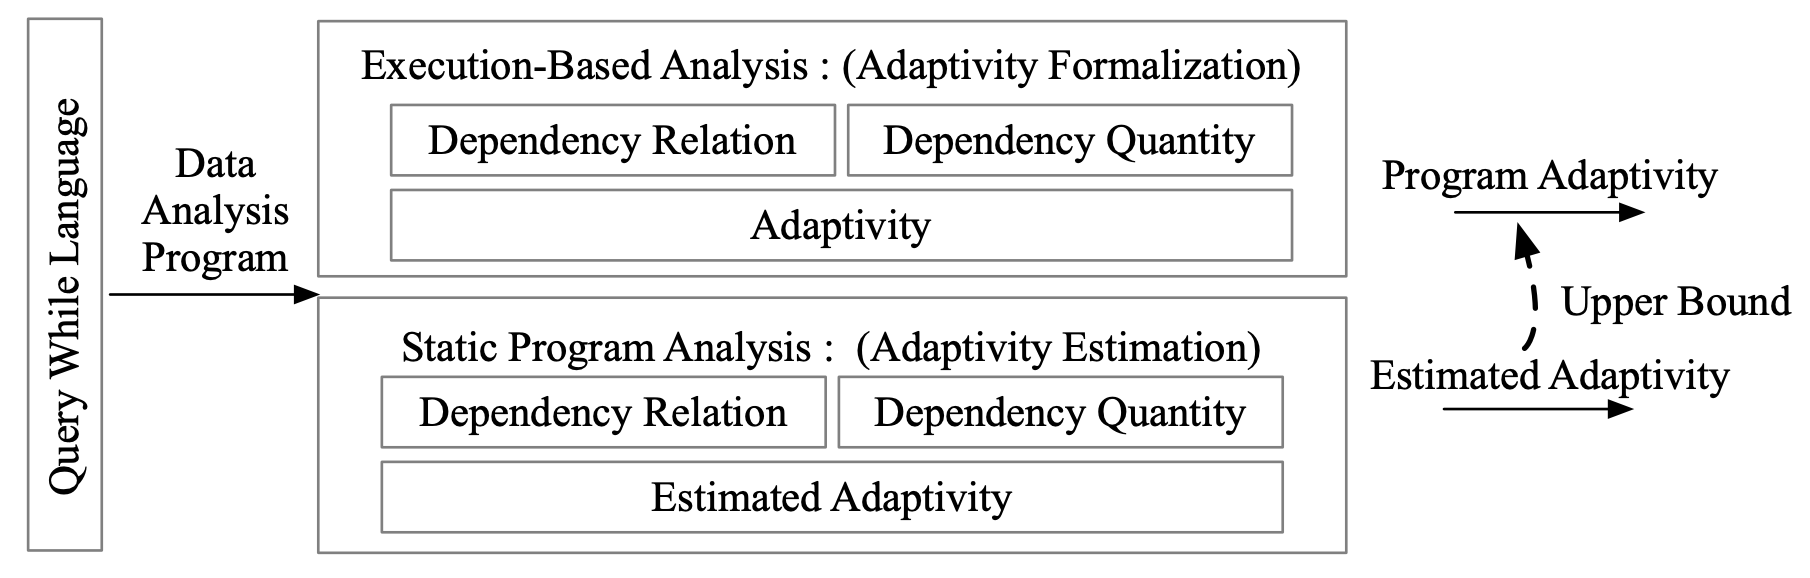 Query While Language
Data
Analysis
Program
Execution-Based Analysis : (Adaptivity Formalization)
Dependency Relation
Dependency Quantity
Adaptivity
Static Program Analysis :  (Adaptivity Estimation)
Dependency Relation
Dependency Quantity
Estimated Adaptivity
Program Adaptivity
Upper Bound
Estimated Adaptivity